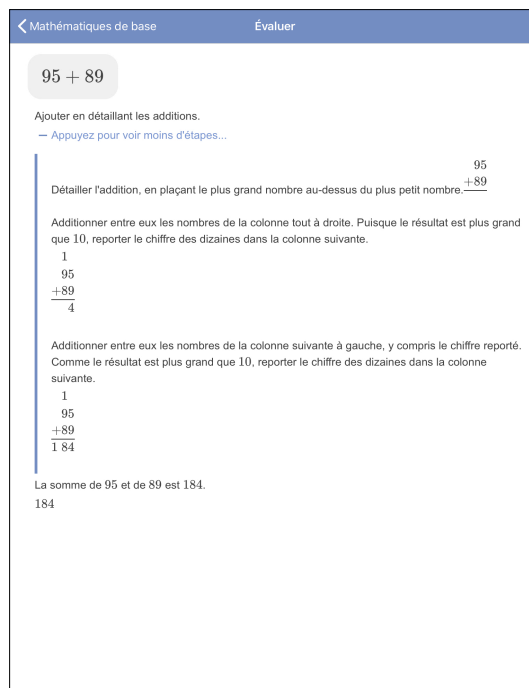 Mathématiques de base
Évaluer
95 + 89
Ajouter en détaillant les additions.
— Appuyez pour voir moins d'étapes...
95
Détailler l'addition, en plaçant le plus grand nombre au-dessus du plus petit nombre. +89
Additionner entre eux les nombres de la colonne tout à droite. Puisque le résultat est plus grand
que 10, reporter le chiffre des dizaines dans la colonne suivante.
1
95
+89
4
Additionner entre eux les nombres de la colonne suivante à gauche, y compris le chiffre reporté.
Comme le résultat est plus grand que 10, reporter le chiffre des dizaines dans la colonne
suivante.
1
95
+89
1 84
La somme de 95 et de 89 est 184.
184